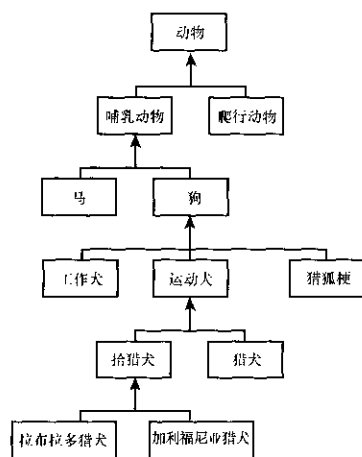 动物
哺乳动物
爬行动物
马
狗
工作犬
运动犬
猎狐梗
拾猎犬
猎犬
拉布拉多猎犬
加利福尼亚猎犬